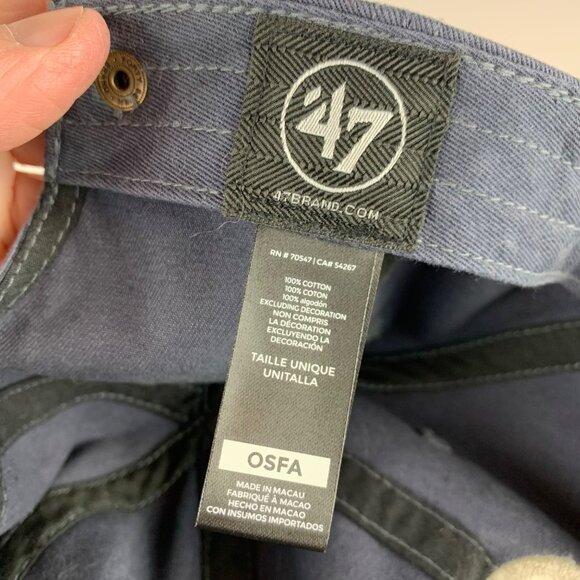 '47
47BRAND.COM
RN # 70547 | CA# 54267
100% COTTON
100% COTON
100% algodón
EXCLUDING DECORATION
NON COMPRIS
LA DÉCORATION
EXCLUYENDO LA
DECORACIÓN
TAILLE UNIQUE
UNITALLA
OSFA
MADE IN MACAU
FABRIQUÉ À MACAO
HECHO EN MACAO
CON INSUMOS IMPORTADOS